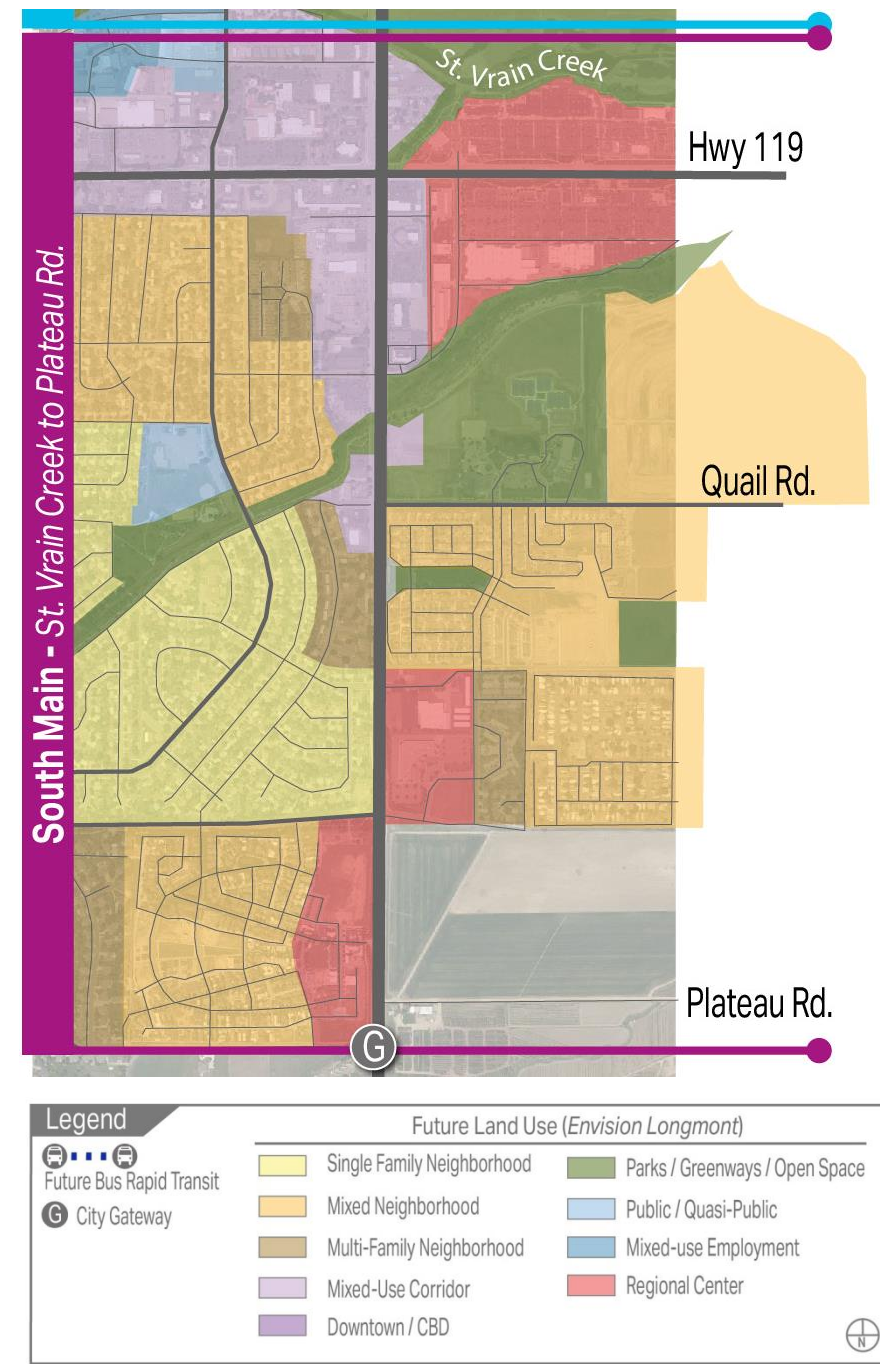 St. Vrain Creek
Hwy 119
Quail Rd.
Plateau Rd.
South Main - St. Vrain Creek to Plateau Rd.
G
Legend
Future Bus Rapid Transit
G City Gateway
Future Land Use (Envision Longmont)
Single Family Neighborhood
Mixed Neighborhood
Multi-Family Neighborhood
Mixed-Use Corridor
Downtown / CBD
Parks / Greenways / Open Space
Public / Quasi-Public
Mixed-use Employment
Regional Center
N